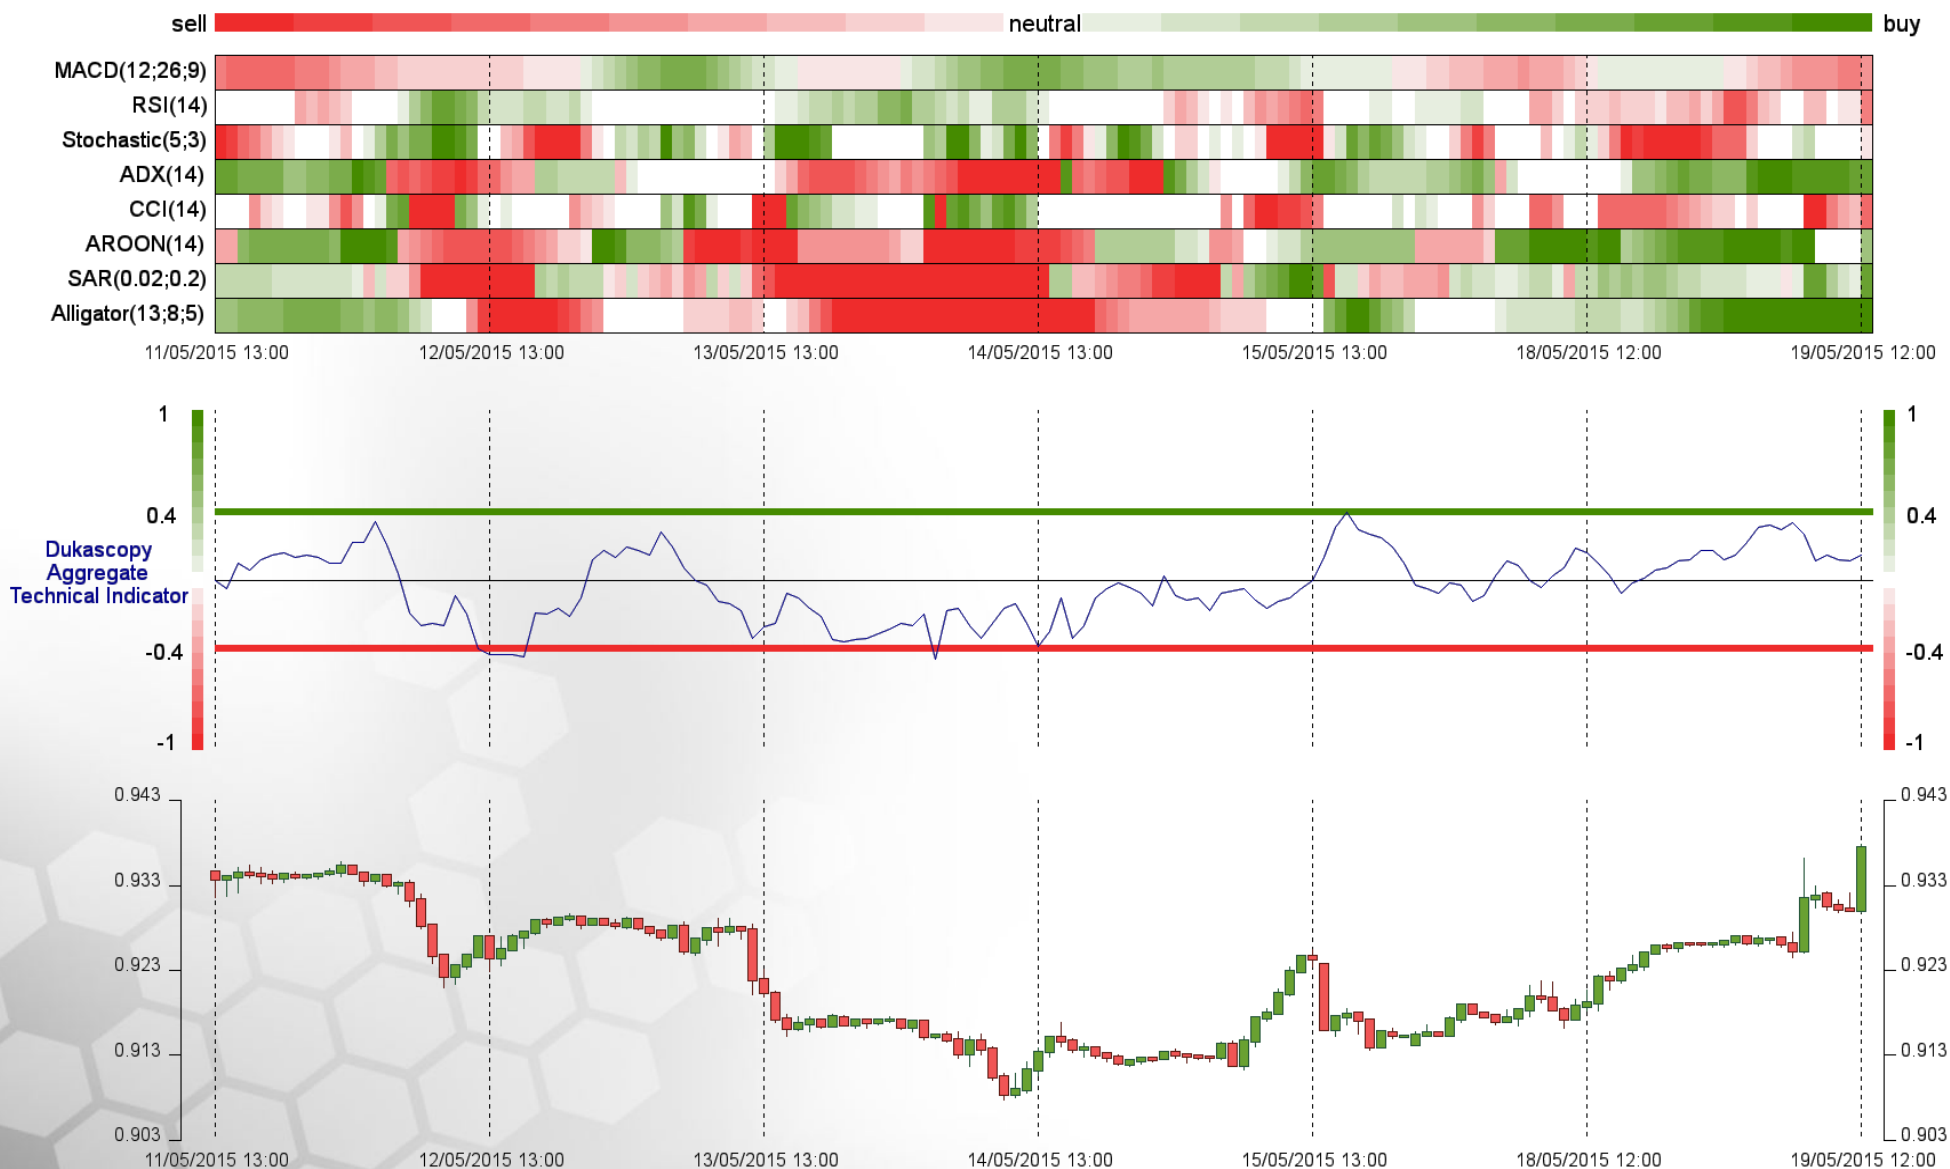 sell neutral buy
MACD(12;26;9)
RSI(14)
Stochastic(5;3)
ADX(14)
CCI(14)
AROON(14)
SAR(0.02;0.2)
Alligator(13;8;5)
11/05/2015 13:00 12/05/2015 13:00 13/05/2015 13:00 14/05/2015 13:00 15/05/2015 13:00 18/05/2015 12:00 19/05/2015 12:00
1 1
0.4 0.4
Dukascopy
Aggregate
Technical Indicator
-0.4 -0.4
-1 -1
0.943 0.943
0.933 0.933
0.923 0.923
0.913 0.913
0.903 0.903
11/05/2015 13:00 12/05/2015 13:00 13/05/2015 13:00 14/05/2015 13:00 15/05/2015 13:00 18/05/2015 12:00 19/05/2015 12:00